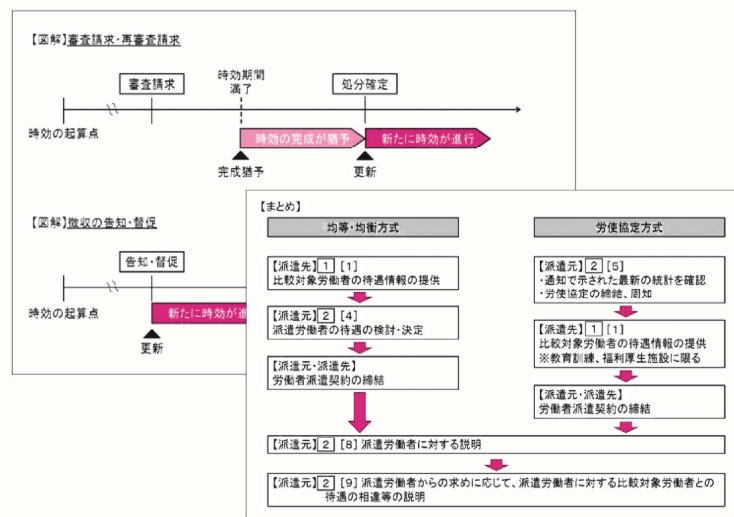 【図解】審査請求・再審査請求
審査請求
時効期間
満了
処分確定
時効の起算点
時効の完成が猶予
新たに時効が進行
完成猶予
更新
【図解】徴収の告知・督促
告知・督促
時効の起算点
新たに時効が進
更新
【まとめ】
均等・均衡方式
【派遣先】1 [1]
比較対象労働者の待遇情報の提供
【派遣元】2 [4]
派遣労働者の待遇の検討・決定
【派遣元・派遣先】
労働者派遣契約の締結
労使協定方式
【派遣元】2 [5]
・通知で示された最新の統計を確認
・労使協定の締結、周知
【派遣先】1 [1]
比較対象労働者の待遇情報の提供
※教育訓練、福利厚生施設に限る
【派遣元・派遣先】
労働者派遣契約の締結
【派遣元】2 [8] 派遣労働者に対する説明
【派遣元】2 [9] 派遣労働者からの求めに応じて、派遣労働者に対する比較対象労働者との
待遇の相違等の説明